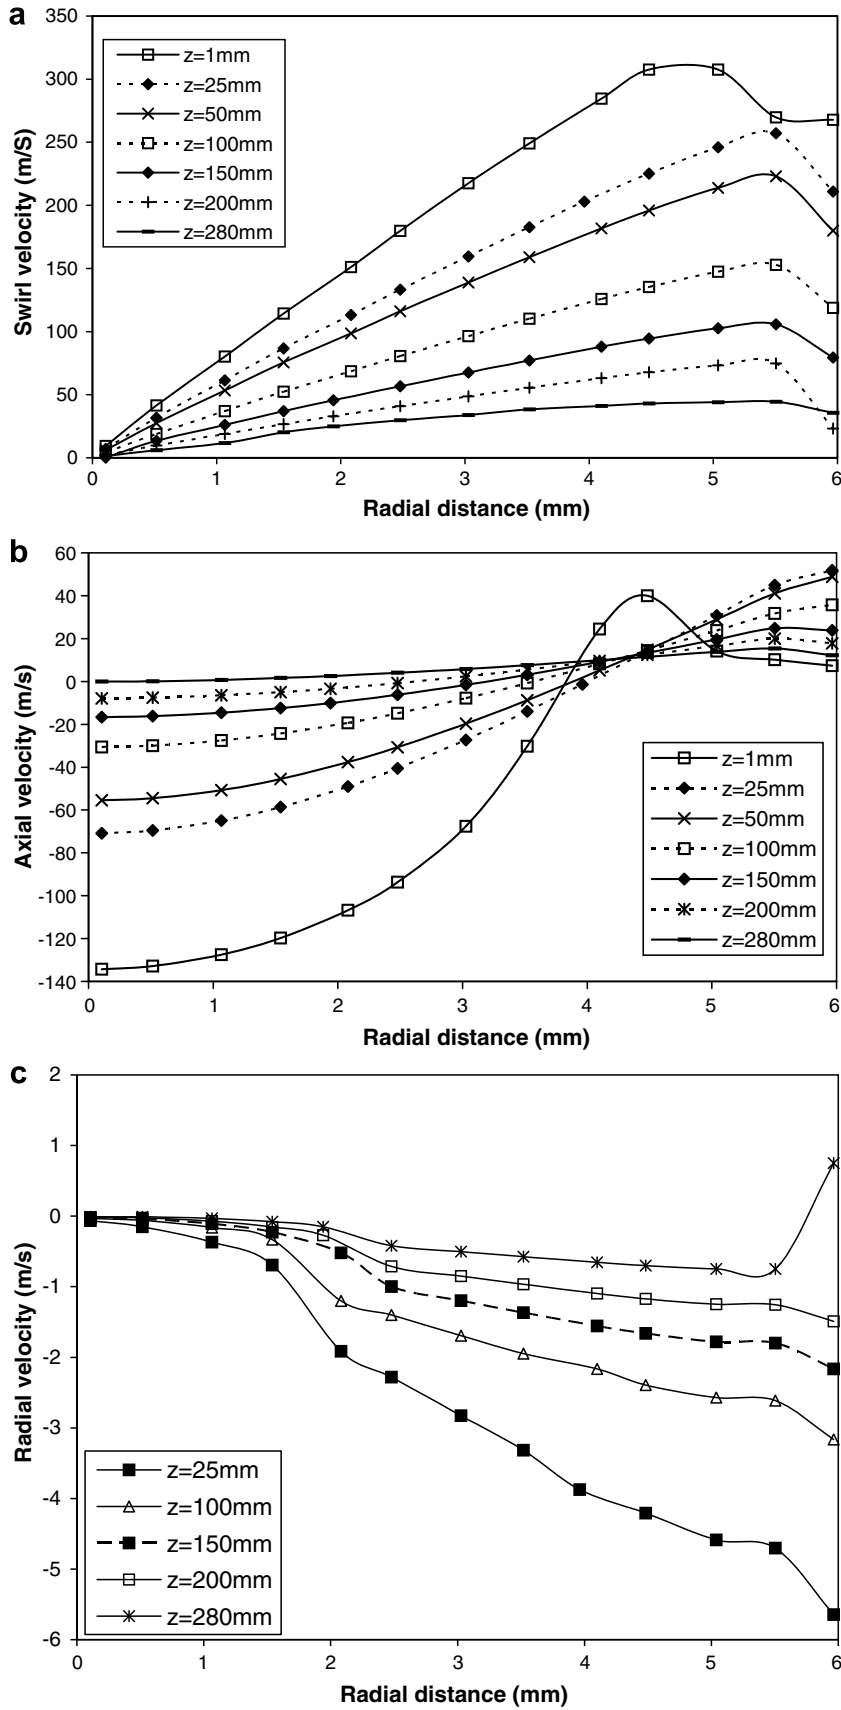 a
350
300
250
200
150
100
50
0
Swirl velocity (m/S)
z=1mm
z=25mm
z=50mm
z=100mm
z=150mm
z=200mm
z=280mm
0 1 2 3 4 5 6
Radial distance (mm)
b
60
40
20
0
-20
-40
-60
-80
-100
-120
-140
Axial velocity (m/s)
z=1mm
z=25mm
z=50mm
z=100mm
z=150mm
z=200mm
z=280mm
0 1 2 3 4 5 6
Radial distance (mm)
c
2
1
0
-1
-2
-3
-4
-5
-6
Radial velocity (m/s)
z=25mm
z=100mm
z=150mm
z=200mm
z=280mm
0 1 2 3 4 5 6
Radial distance (mm)